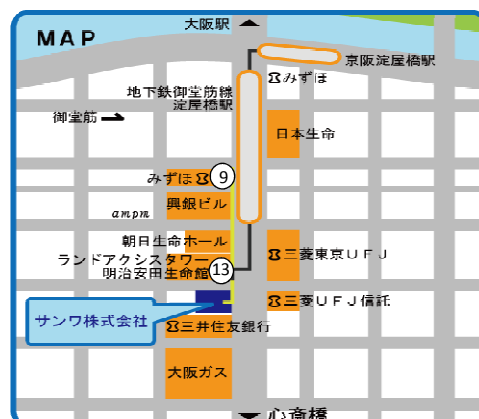 大阪駅
MAP
京阪淀屋橋駅
みずほ
地下鉄御堂筋線
淀屋橋駅
御堂筋
日本生命
みずほ
9
興銀ビル
ampm
朝日生命ホール
ランドアクシスタワー
明治安田生命館
13
三菱東京UFJ
三菱UFJ信託
サンワ株式会社
三井住友銀行
大阪ガス
心斎橋